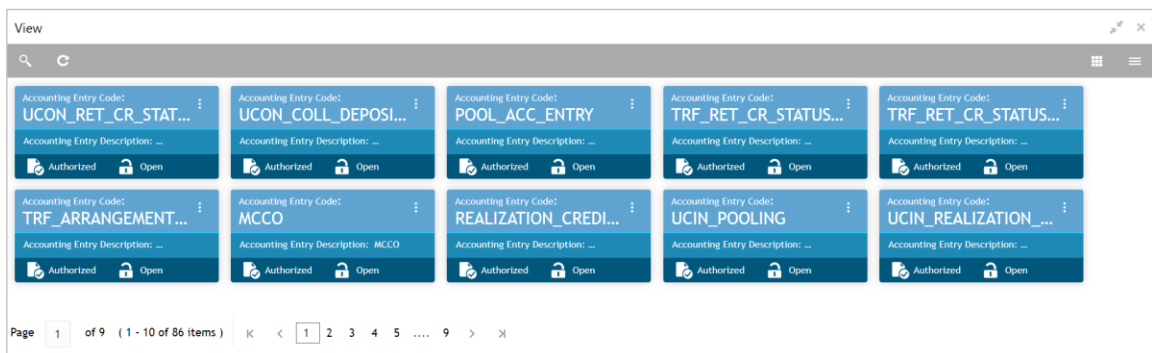 View
Accounting Entry Code:
UCON_RET_CR_STAT...
Accounting Entry Description: ...
Authorized Open
Accounting Entry Code:
UCON_COLL_DEPOSI...
Accounting Entry Description: ...
Authorized Open
Accounting Entry Code:
POOL_ACC_ENTRY
Accounting Entry Description: ...
Authorized Open
Accounting Entry Code:
TRF_RET_CR_STATUS...
Accounting Entry Description: ...
Authorized Open
Accounting Entry Code:
TRF_RET_CR_STATUS...
Accounting Entry Description: ...
Authorized Open
Accounting Entry Code:
TRF_ARRANGEMENT...
Accounting Entry Description: ...
Authorized Open
Accounting Entry Code:
MCCO
Accounting Entry Description: MCCO
Authorized Open
Accounting Entry Code:
REALIZATION_CREDI...
Accounting Entry Description: ...
Authorized Open
Accounting Entry Code:
UCIN_POOLING
Accounting Entry Description: ...
Authorized Open
Accounting Entry Code:
UCIN_REALIZATION_...
Accounting Entry Description: ...
Authorized Open
Page 1 of 9 ( 1 - 10 of 86 items ) 1 2 3 4 5 .... 9